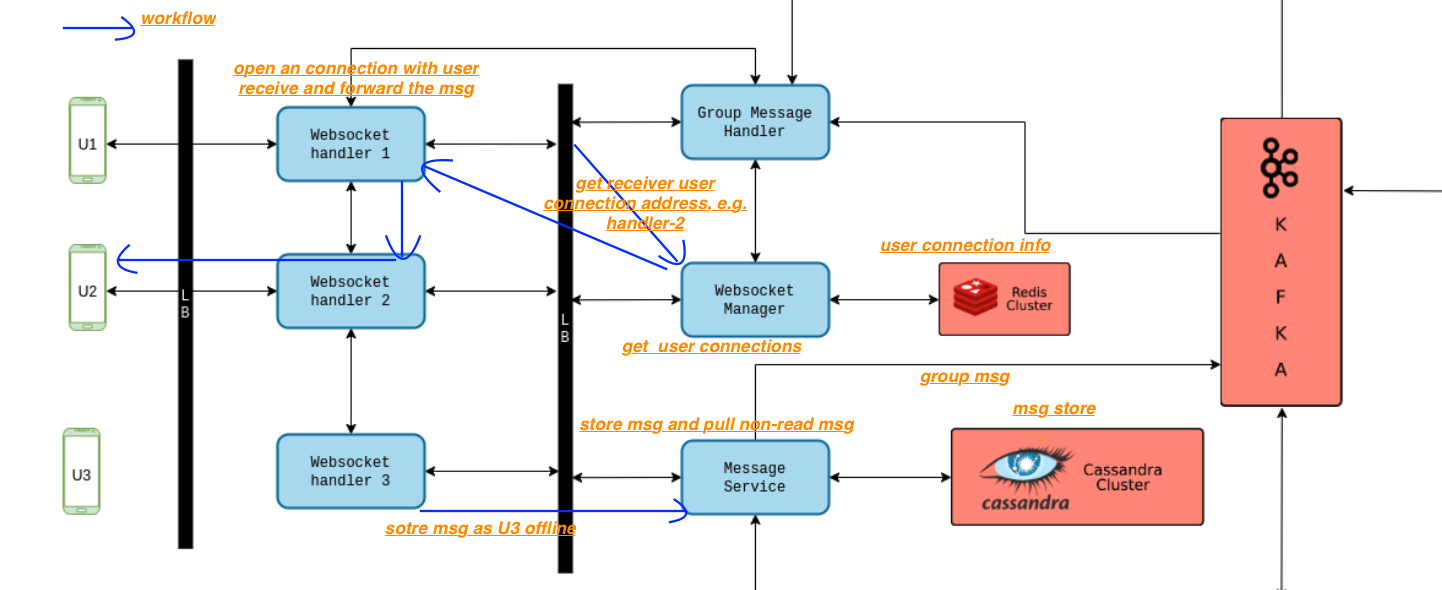 workflow
open an connection with user
receive and forward the msg
U1
Websocket
handler 1
Group Message
Handler
get receiver user
connection address, e.g.
handler-2
user connection info
U2
L
B
Websocket
handler 2
L
B
Websocket
Manager
Redis
Cluster
get user connections
K
A
F
K
A
group msg
msg store
store msg and pull non-read msg
U3
Websocket
handler 3
Message
Service
cassandra
Cassandra
Cluster
sotre msg as U3 offline